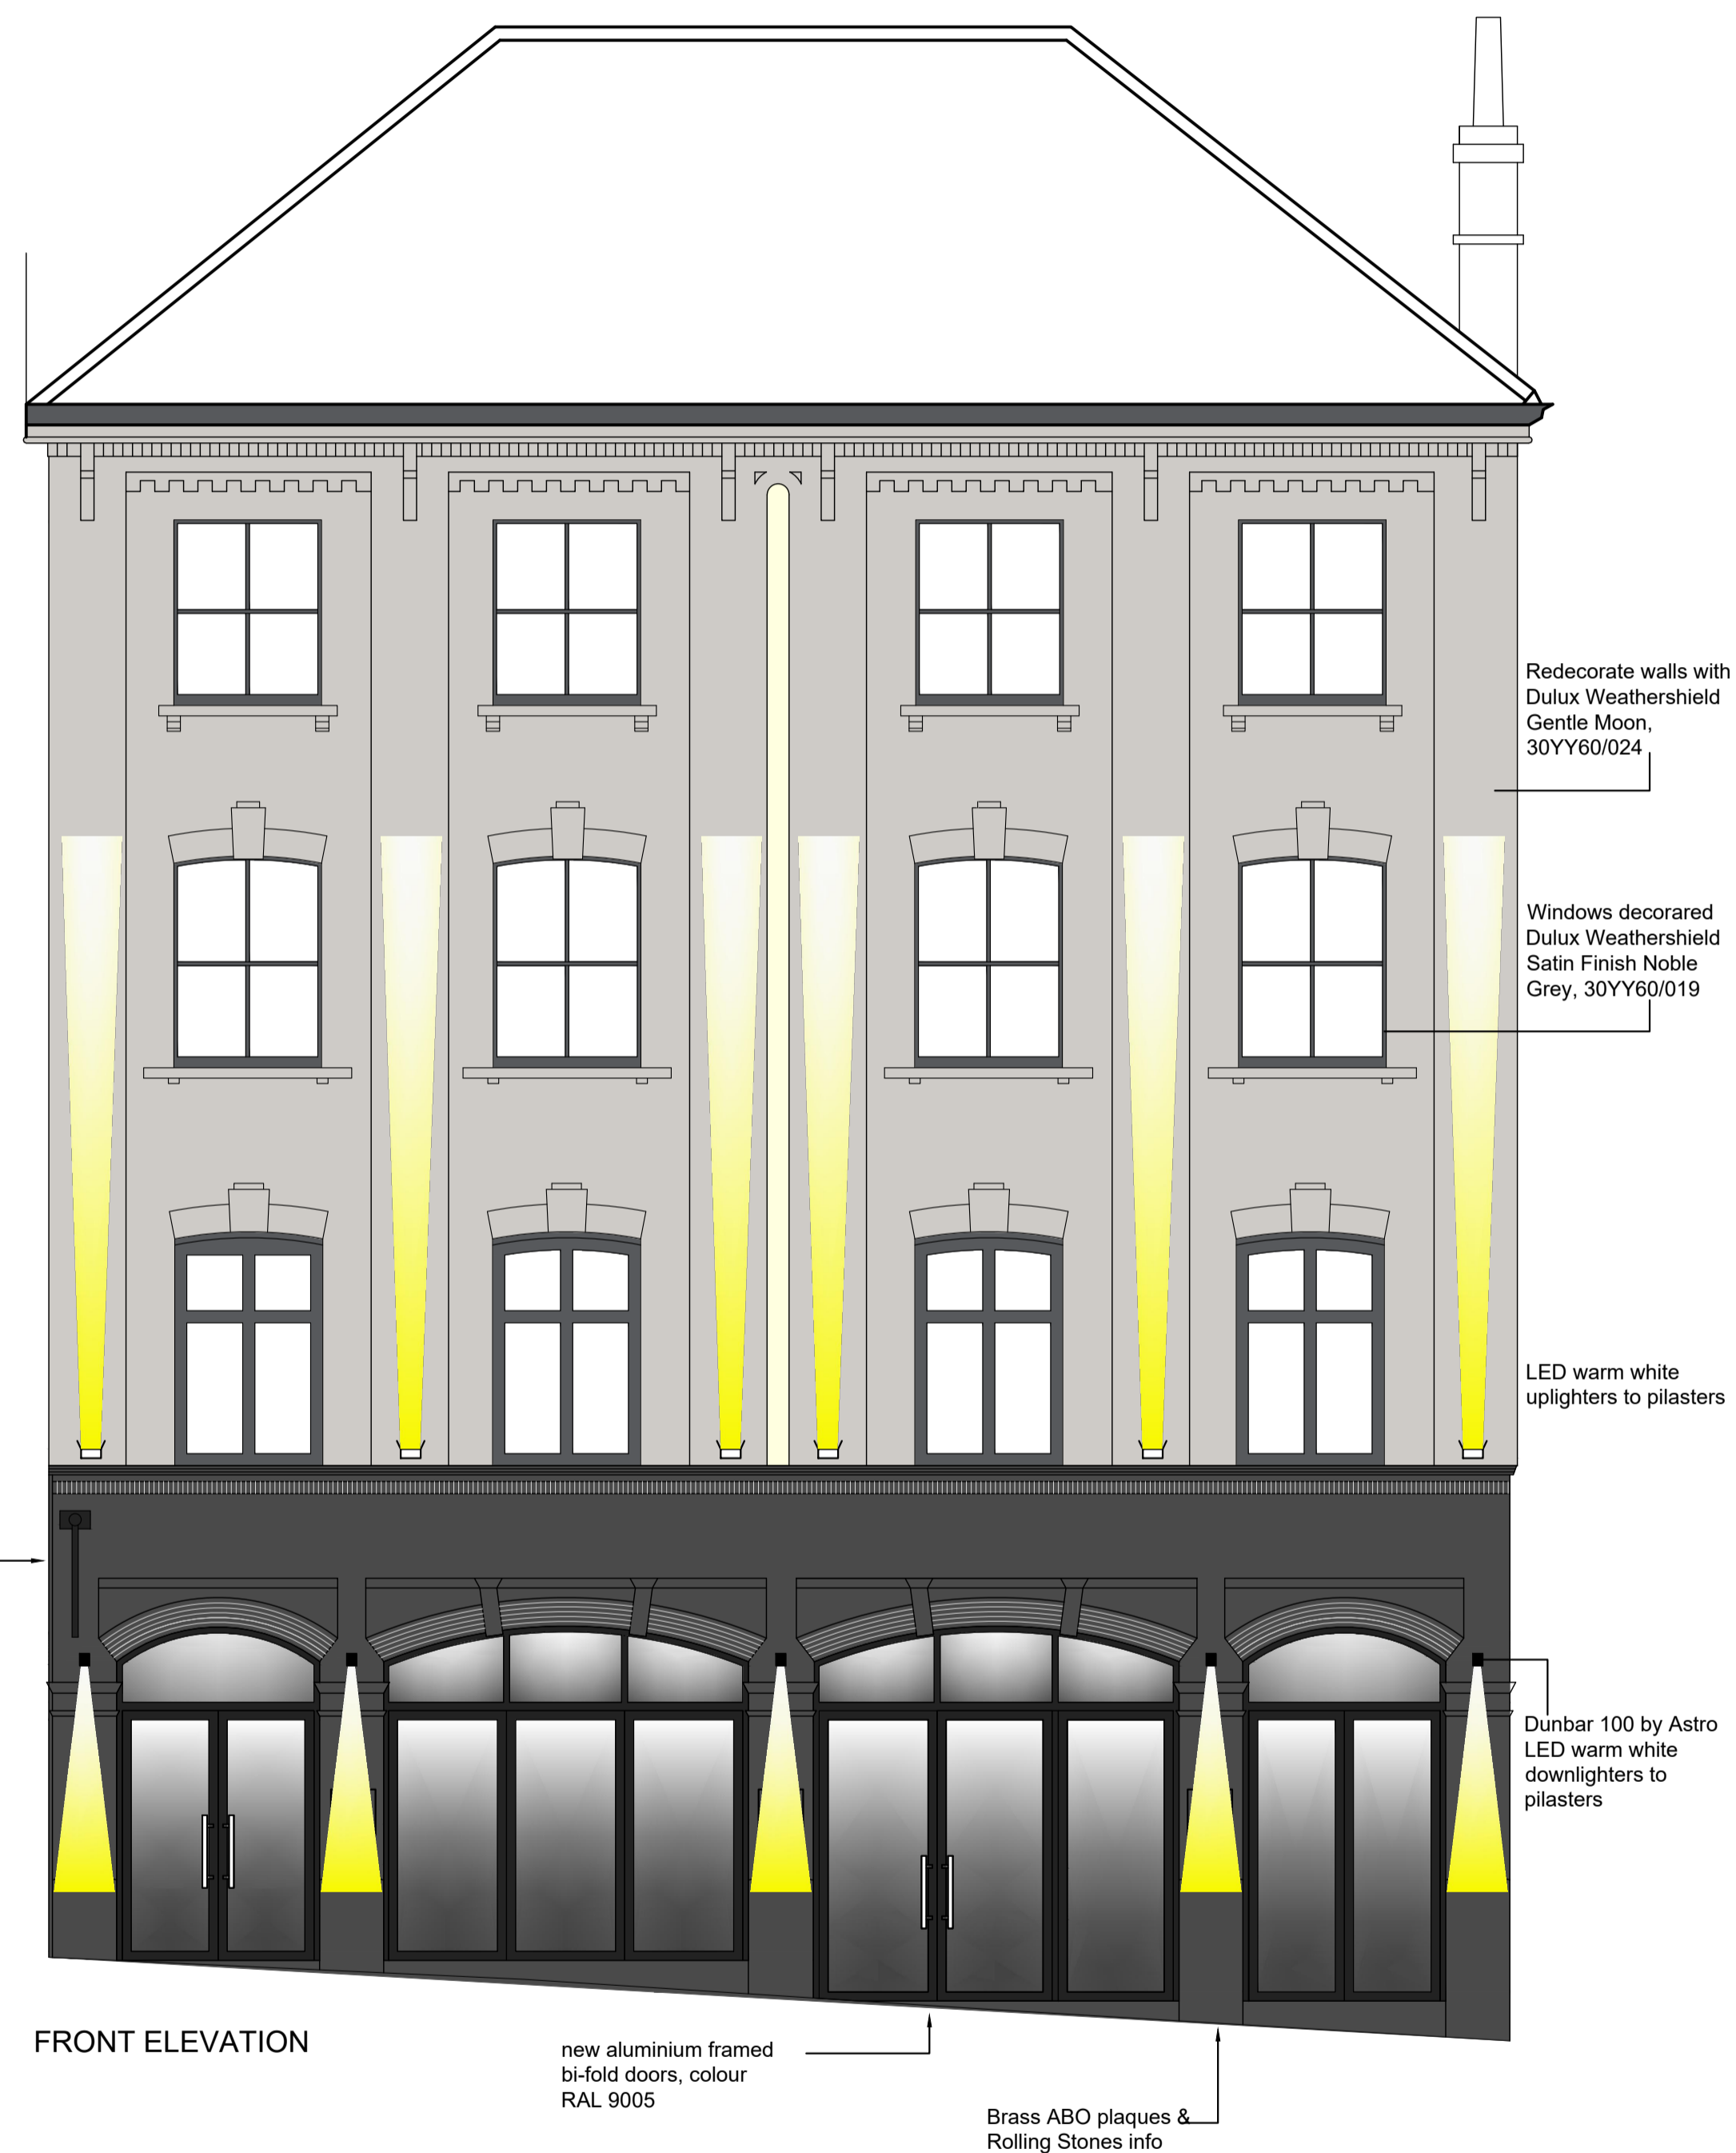 Redecorate walls with
Dulux Weathershield
Gentle Moon,
30YY60/024
Windows decorared
Dulux Weathershield
Satin Finish Noble
Grey, 30YY60/019
LED warm white
uplighters to pilasters
Dunbar 100 by Astro
LED warm white
downlighters to
pilasters
FRONT ELEVATION
new aluminium framed
bi-fold doors, colour
RAL 9005
Brass ABO plaques &
Rolling Stones info